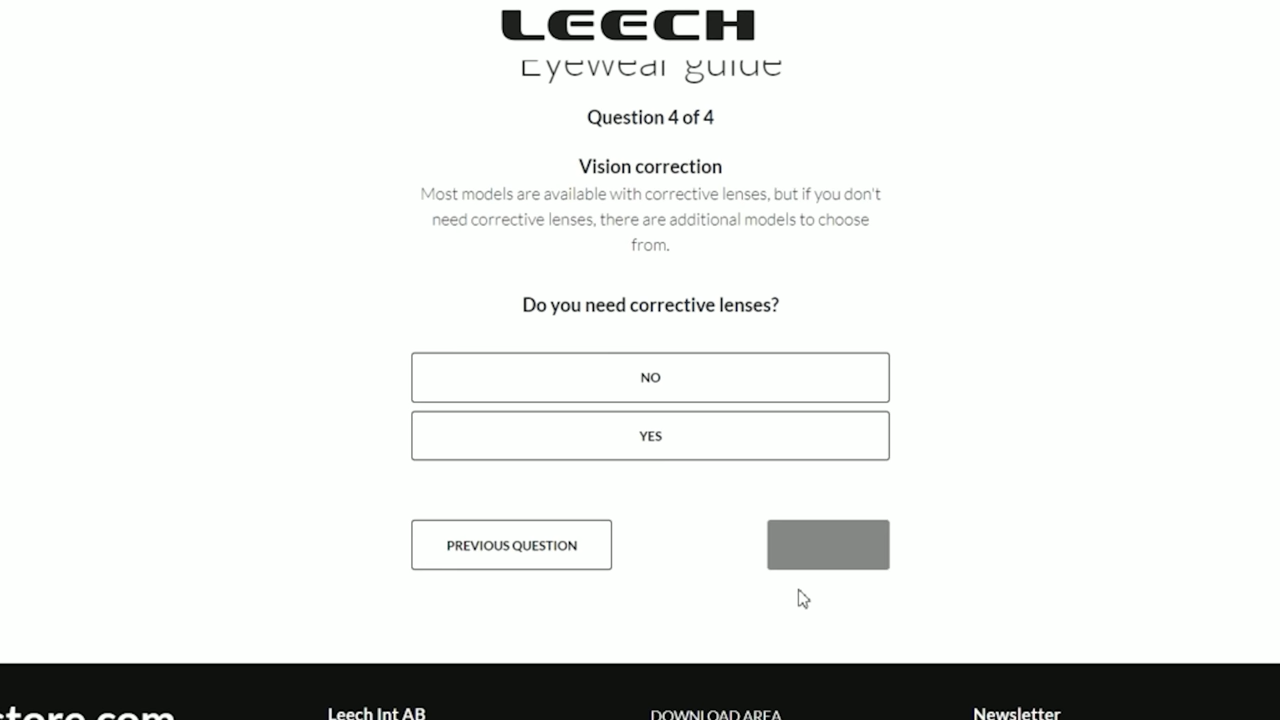 LEECH
Eyewear guide
Question 4 of 4
Vision correction
Most models are available with corrective lenses, but if you don't
need corrective lenses, there are additional models to choose
from.
Do you need corrective lenses?
NO
YES
PREVIOUS QUESTION
store.com
Leech Int AB
DOWNLOAD AREA
Newsletter